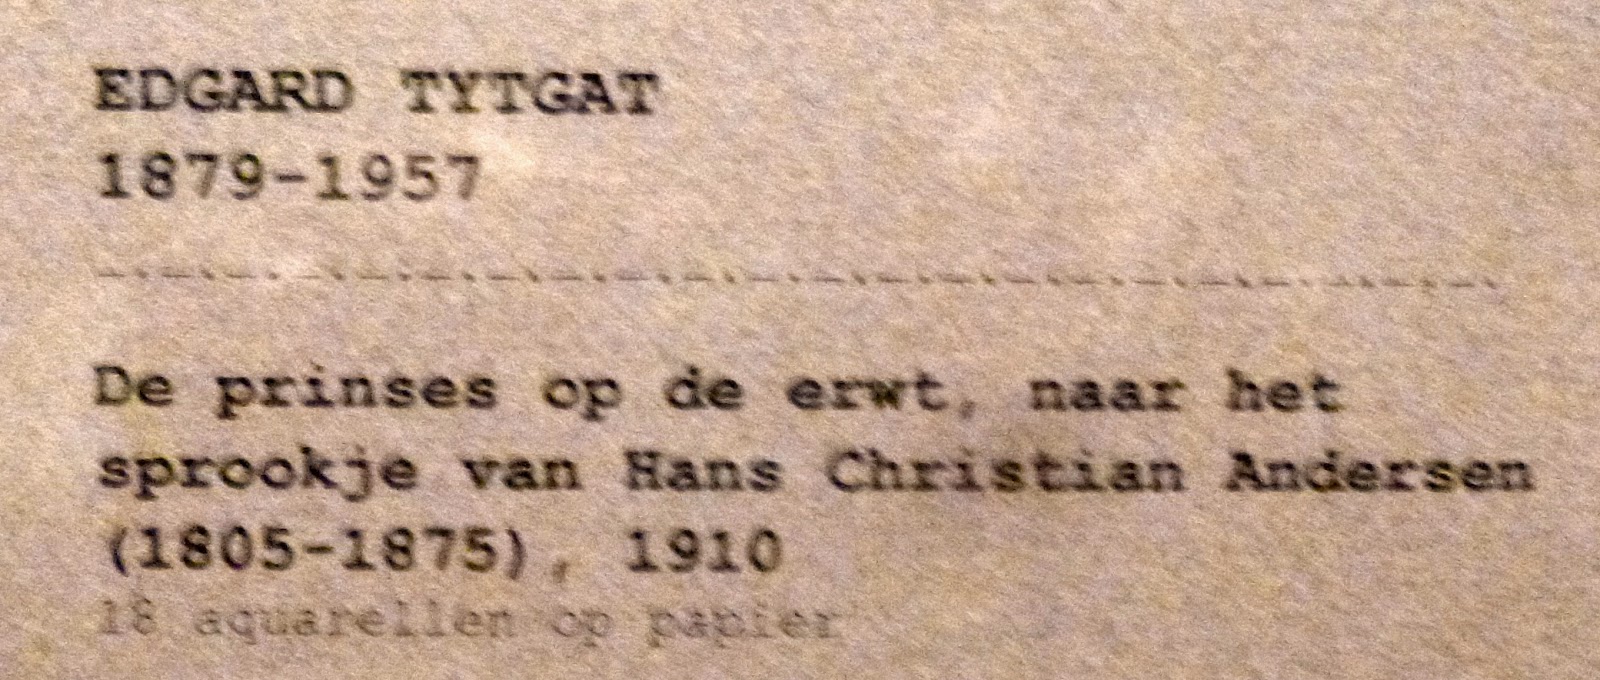 EDGARD TYTGAT
1879-1957
De prinses op de erwt, naar het
sprookje van Hans Christian Andersen
(1805-1875), 1910
18 aquarellen op papier